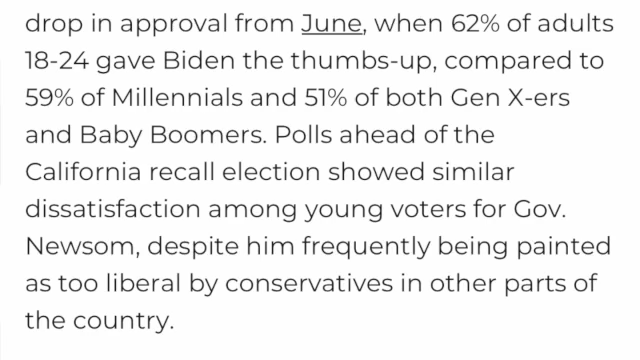 drop in approval from June, when 62% of adults
18-24 gave Biden the thumbs-up, compared to
59% of Millennials and 51% of both Gen X-ers
and Baby Boomers. Polls ahead of the
California recall election showed similar
dissatisfaction among young voters for Gov.
Newsom, despite him frequently being painted
as too liberal by conservatives in other parts of
the country.